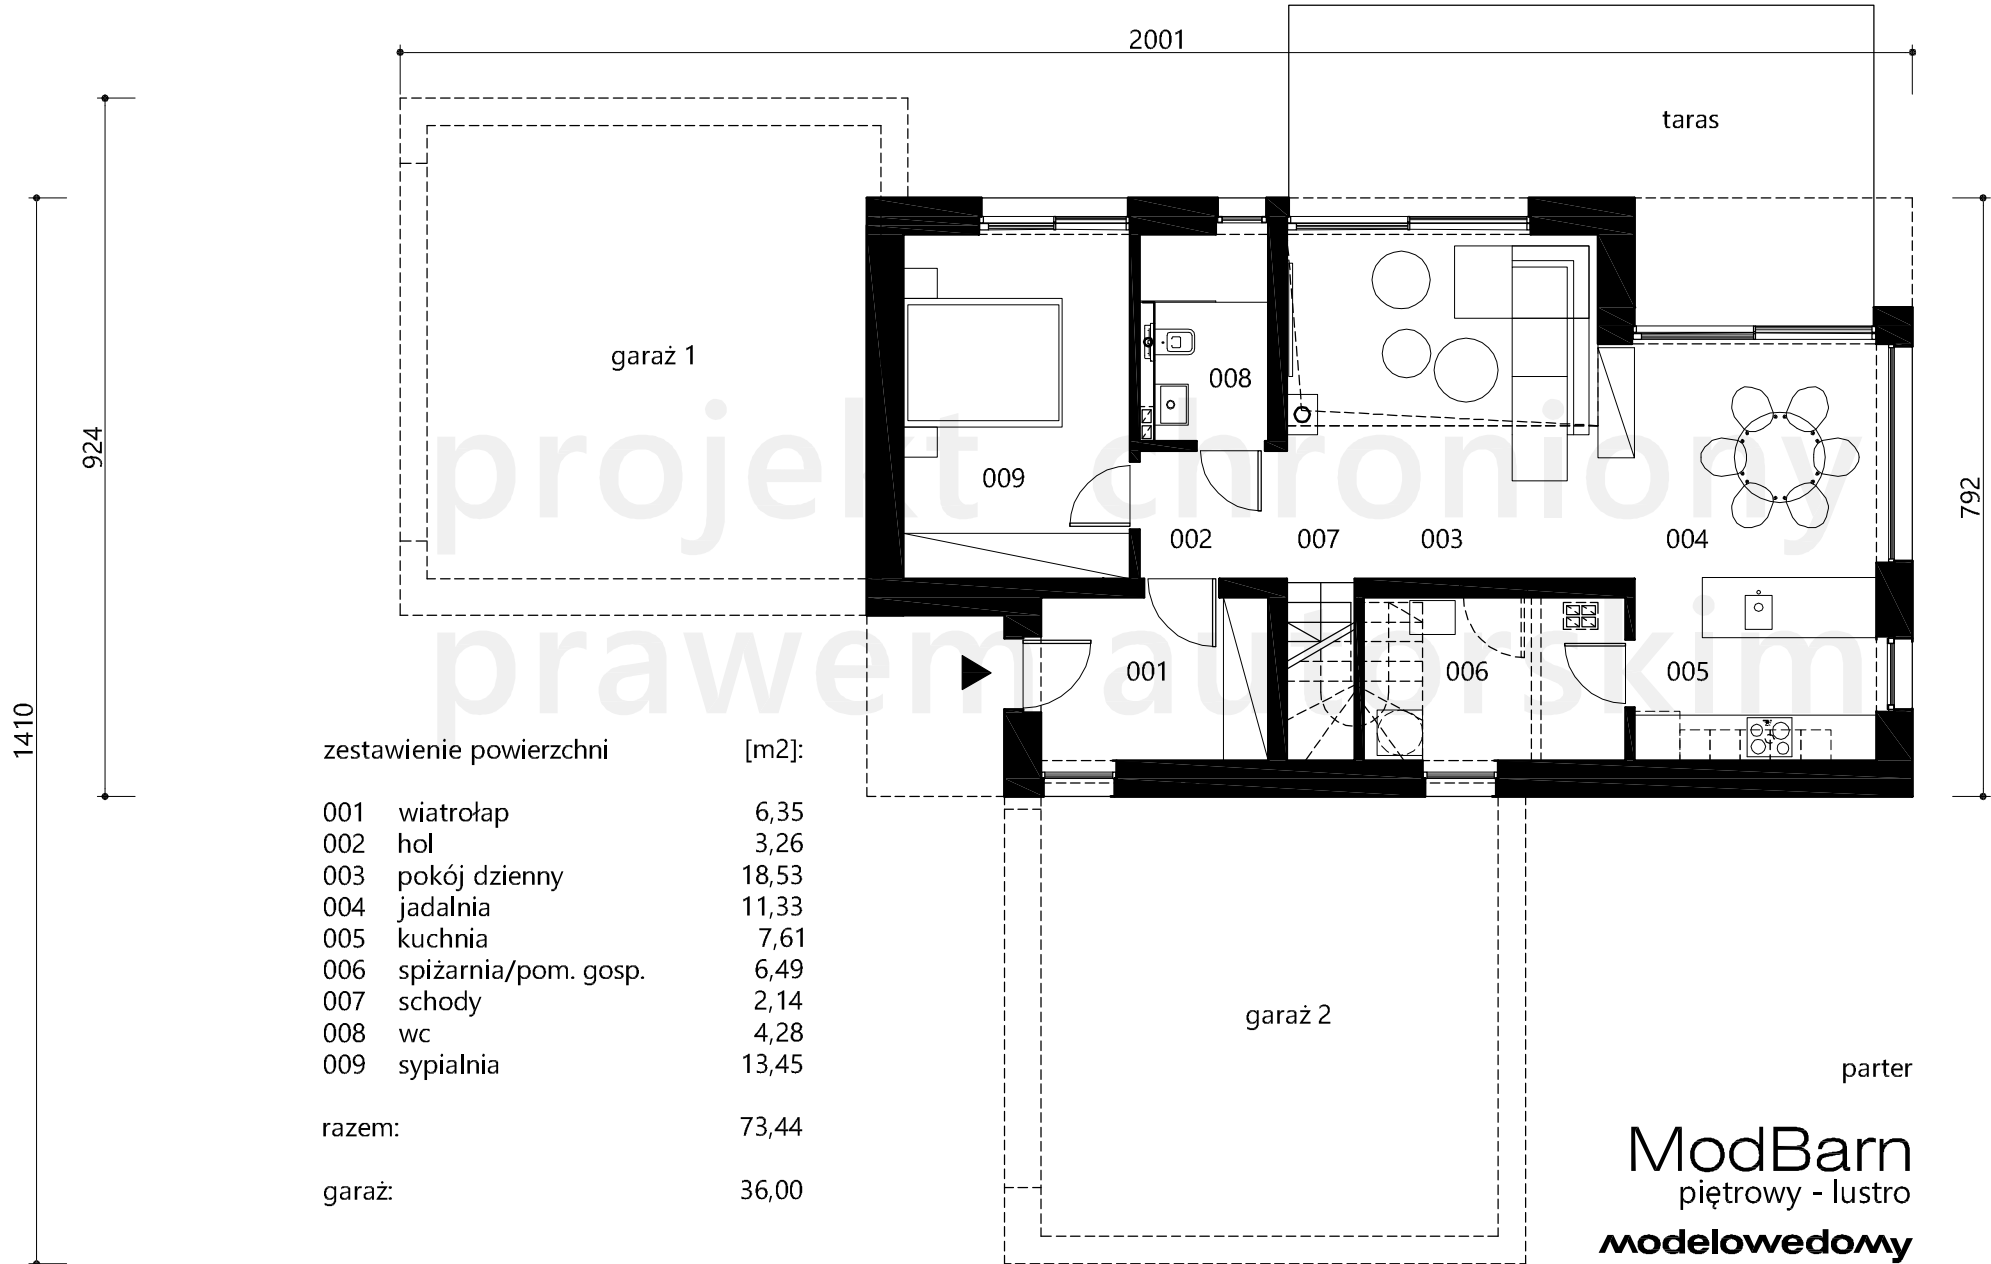 2001
taras
924
garaż 1
008
009
002
007
003
004
792
projekt chroniony
prawem autorskim
001
006
005
1410
zestawienie powierzchni [m2]:
001 wiatrołap 6,35
002 hol 3,26
003 pokój dzienny 18,53
004 jadalnia 11,33
005 kuchnia 7,61
006 spiżarnia/pom. gosp. 6,49
007 schody 2,14
008 wc 4,28
009 sypialnia 13,45
razem: 73,44
garaż: 36,00
garaż 2
parter
ModBarn
piętrowy - lustro
modelowedomy